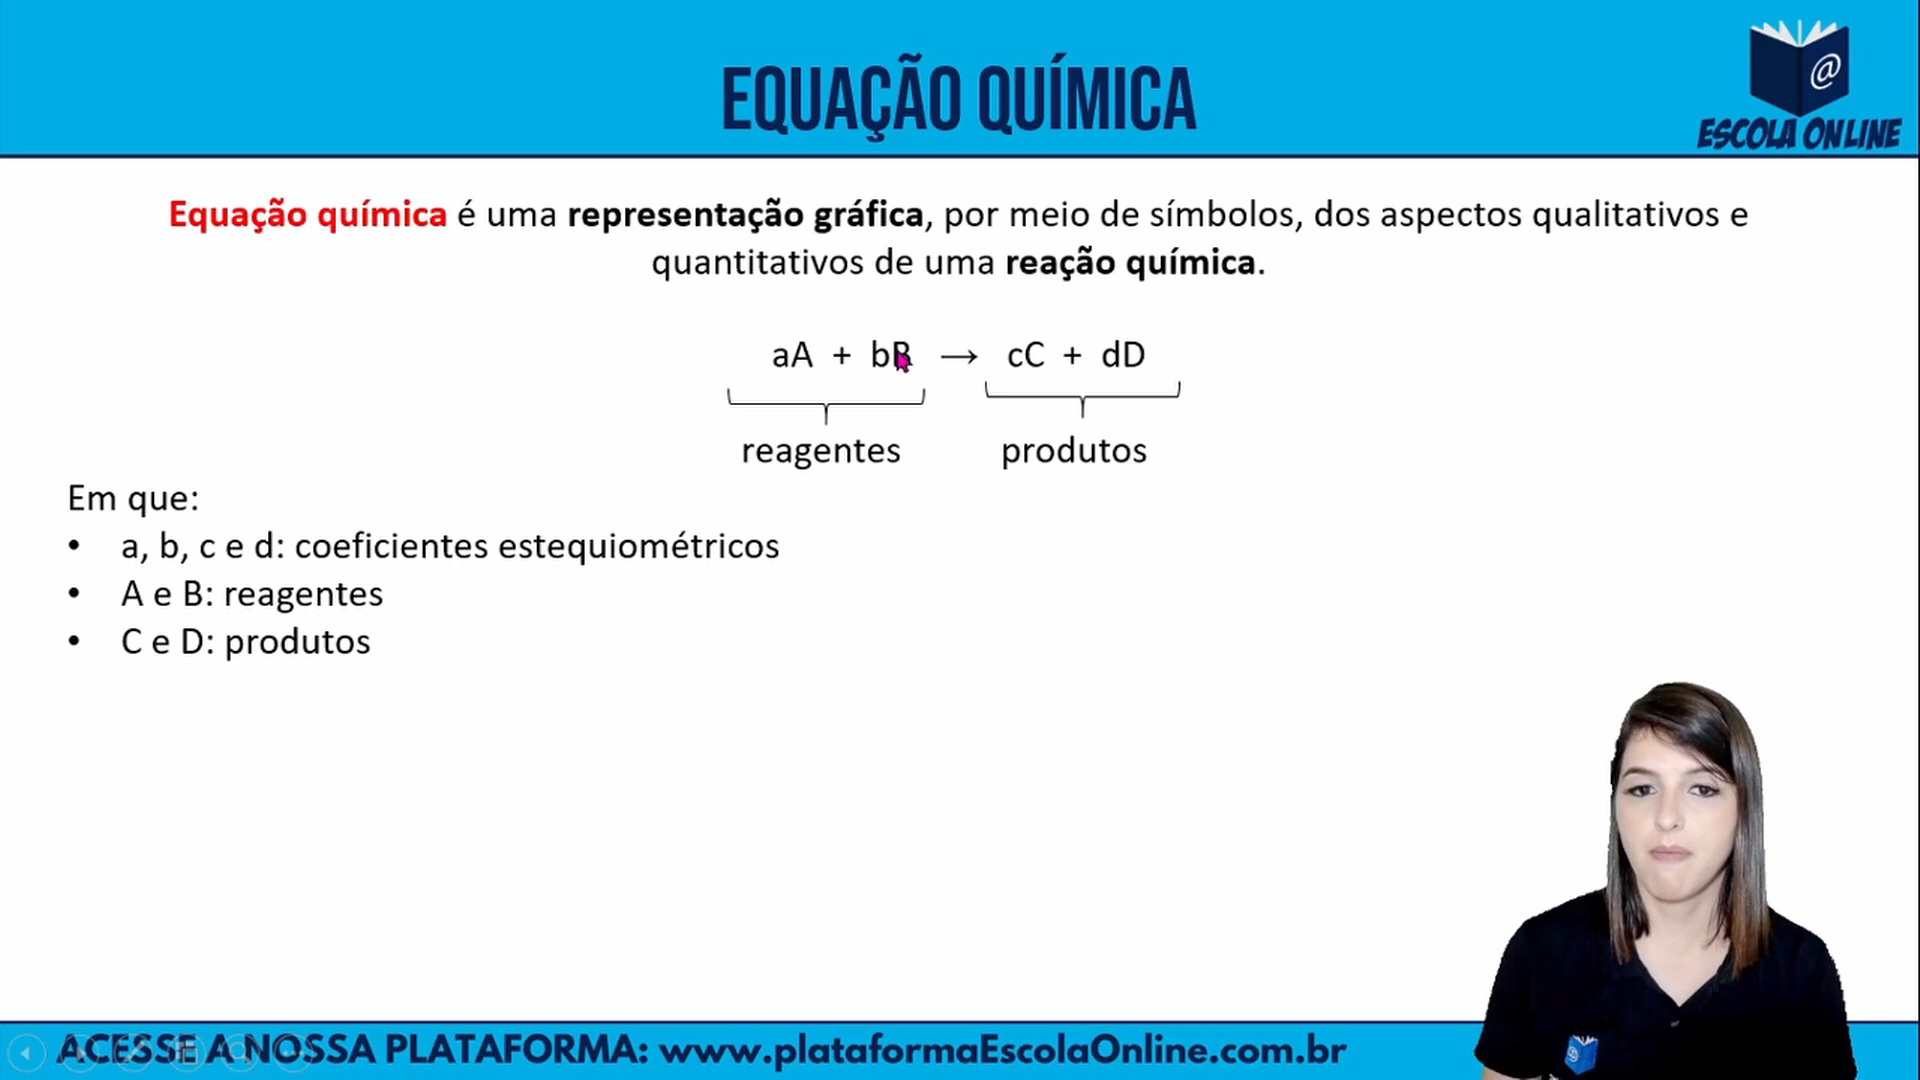 EQUAÇÃO QUÍMICA
@
ESCOLA ONLINE
Equação química é uma representação gráfica, por meio de símbolos, dos aspectos qualitativos e
quantitativos de uma reação química.
aA + bB → cC + dD
reagentes produtos
Em que:
• a, b, c e d: coeficientes estequiométricos
• A e B: reagentes
• C e D: produtos
ACESSE A NOSSA PLATAFORMA: www.plataformaEscolaOnline.com.br